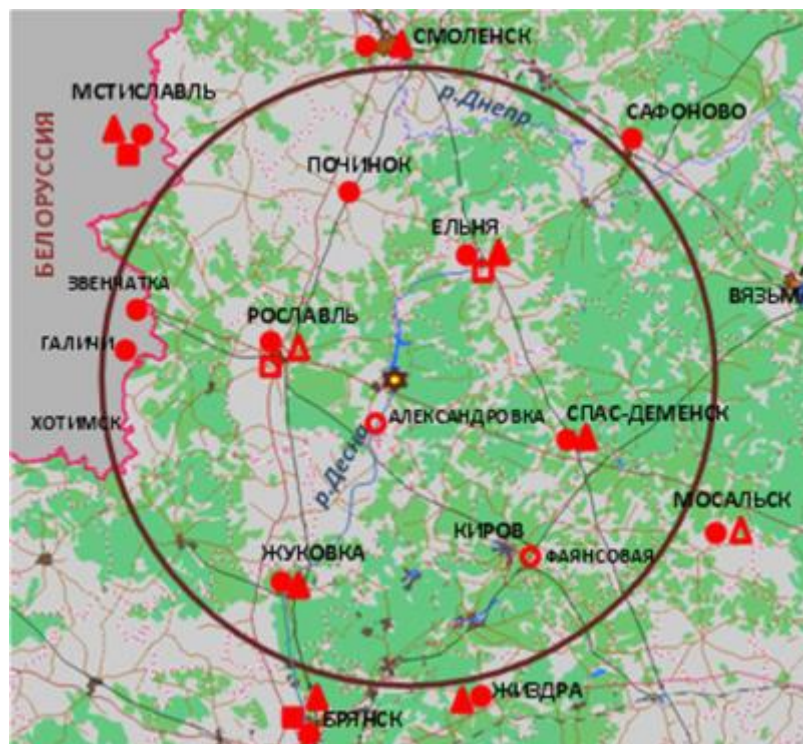 СМОЛЕНСК
МСТИСЛАВЛЬ
р.Днепр
САФОНОВО
БЕЛОРУССИЯ
ПОЧИНОК
ЕЛЬНЯ
ЗВЕНЧАТКА
ВЯЗЬМ
РОСЛАВЛЬ
ГАЛИЧИ
АЛЕКСАНДРОВКА
СПАС-ДЕМЕНСК
ХОТИМСК
р.Десна
МОСАЛЬСК
КИРОВ
ФАЯНСОВАЯ
ЖУКОВКА
ЖИЗДРА
БРЯНСК